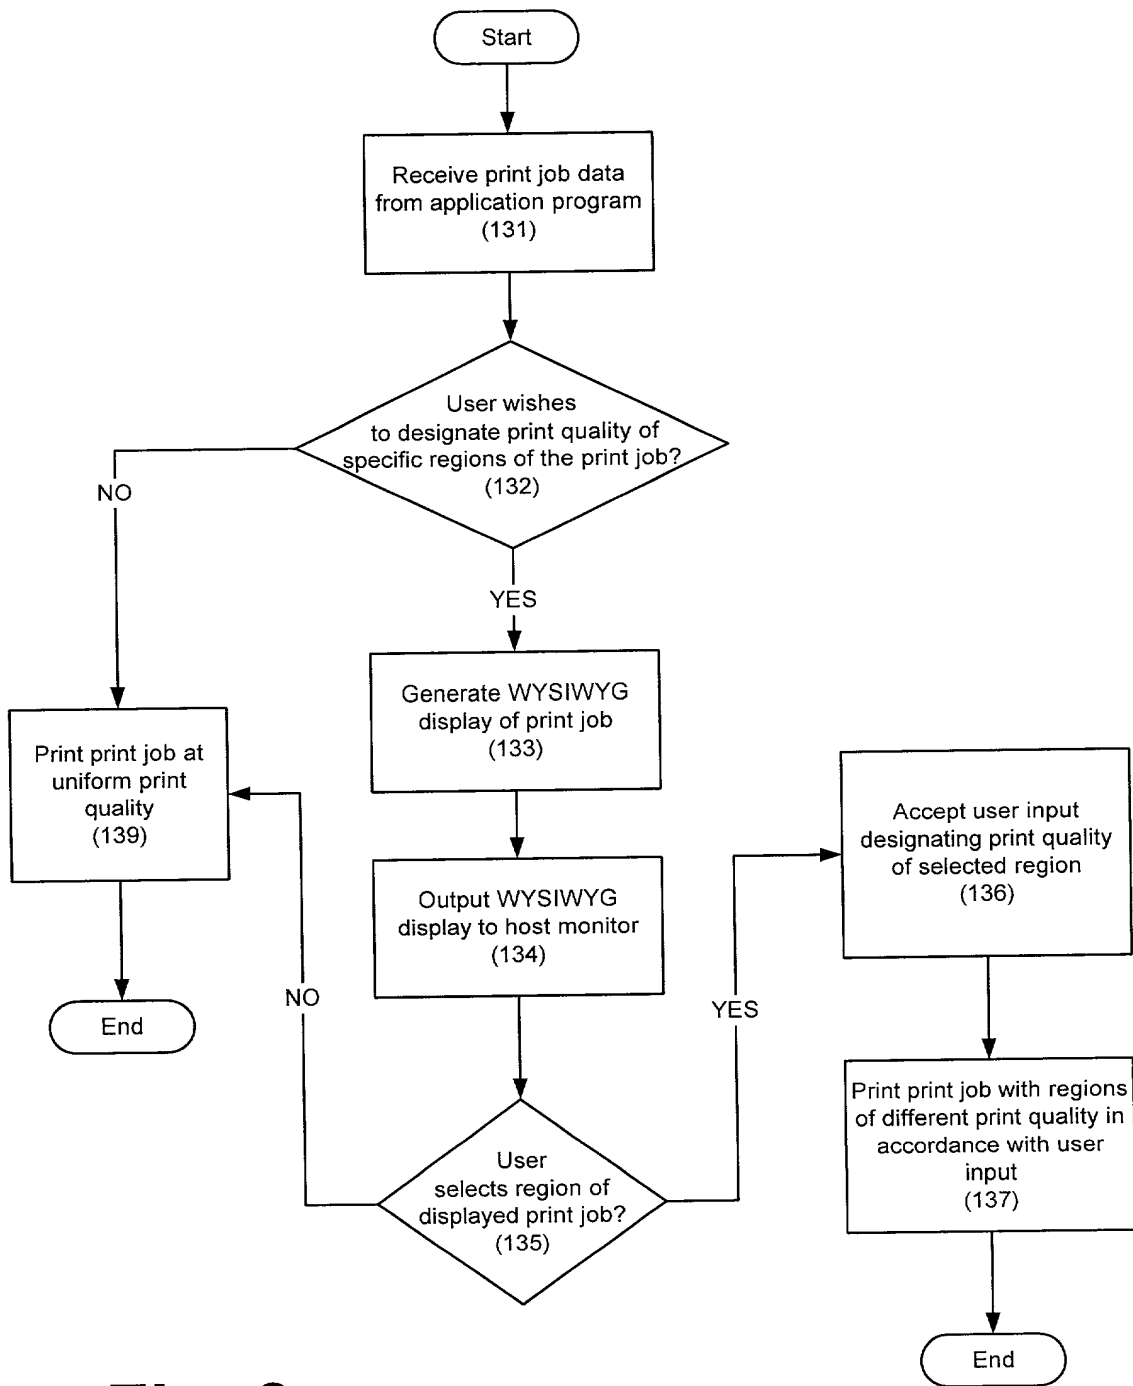 Start
Receive print job data
from application program
(131)
User wishes
to designate print quality of
specific regions of the print job?
(132)
NO
YES
Generate WYSIWYG
display of print job
(133)
Print print job at
uniform print
quality
(139)
Output WYSIWYG
display to host monitor
(134)
Accept user input
designating print quality
of selected region
(136)
End
NO
YES
User
selects region of
displayed print job?
(135)
Print print job with regions
of different print quality in
accordance with user
input
(137)
End